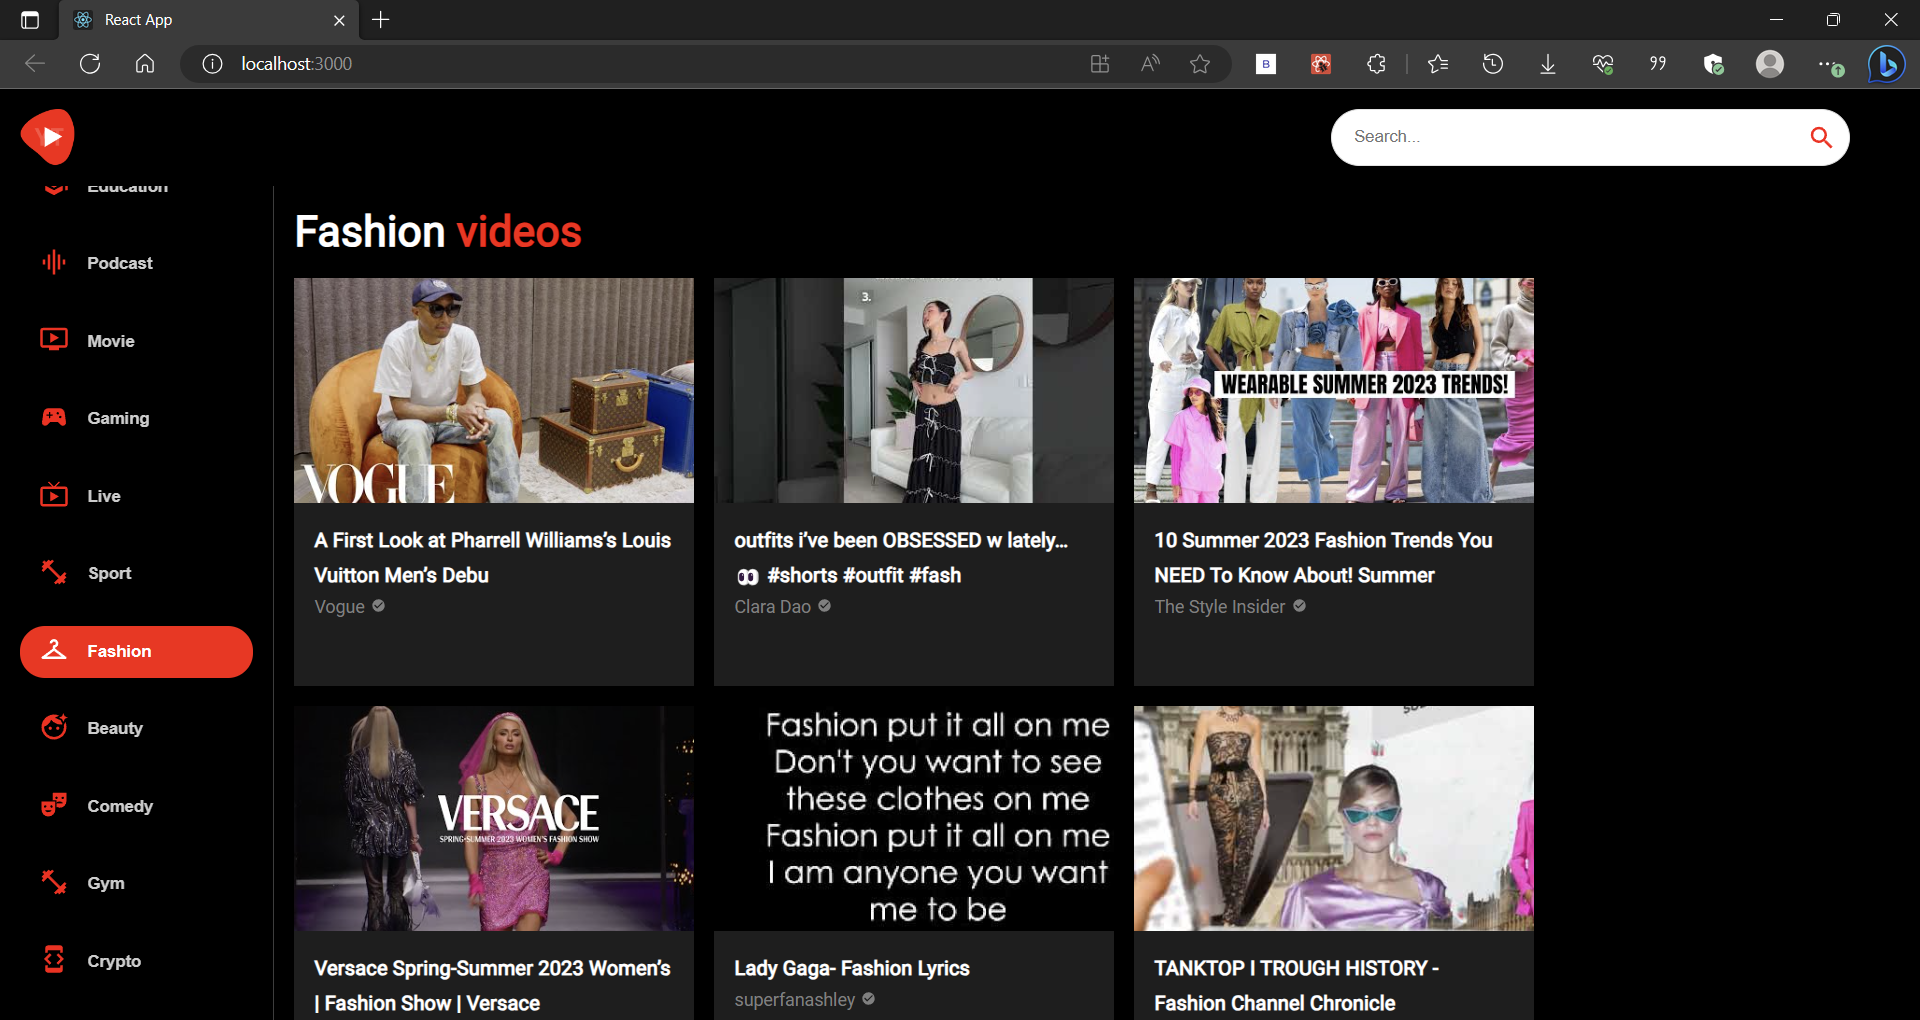 React App
localhost:3000
B
Search...
Education
Podcast
Movie
Gaming
Live
Sport
Fashion
Beauty
Comedy
Gym
Crypto
Fashion videos
VOGUE
A First Look at Pharrell Williams's Louis
Vuitton Men's Debu
Vogue
3.
outfits i've been OBSESSED w lately...
👀 #shorts #outfit #fash
Clara Dao
WEARABLE SUMMER 2023 TRENDS!
10 Summer 2023 Fashion Trends You
NEED To Know About! Summer
The Style Insider
VERSACE
SPRING-SUMMER 2023 WOMEN'S FASHION SHOW
Versace Spring-Summer 2023 Women's
| Fashion Show | Versace
Fashion put it all on me
Don't you want to see
these clothes on me
Fashion put it all on me
I am anyone you want
me to be
Lady Gaga- Fashion Lyrics
superfanashley
TANKTOP I TROUGH HISTORY -
Fashion Channel Chronicle